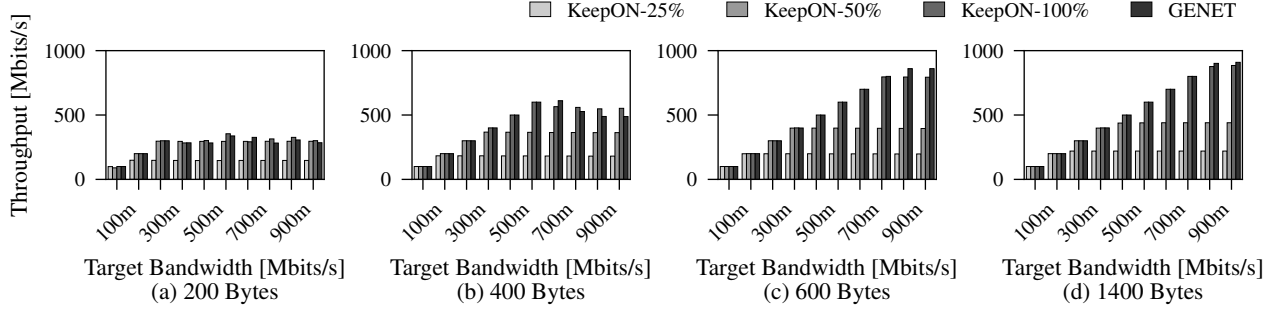 KeepON-25% KeepON-50% KeepON-100% GENET
Throughput [Mbits/s]
1000
500
0
100m 300m 500m 700m 900m
Target Bandwidth [Mbits/s]
(a) 200 Bytes
1000
500
0
100m 300m 500m 700m 900m
Target Bandwidth [Mbits/s]
(b) 400 Bytes
1000
500
0
100m 300m 500m 700m 900m
Target Bandwidth [Mbits/s]
(c) 600 Bytes
1000
500
0
100m 300m 500m 700m 900m
Target Bandwidth [Mbits/s]
(d) 1400 Bytes